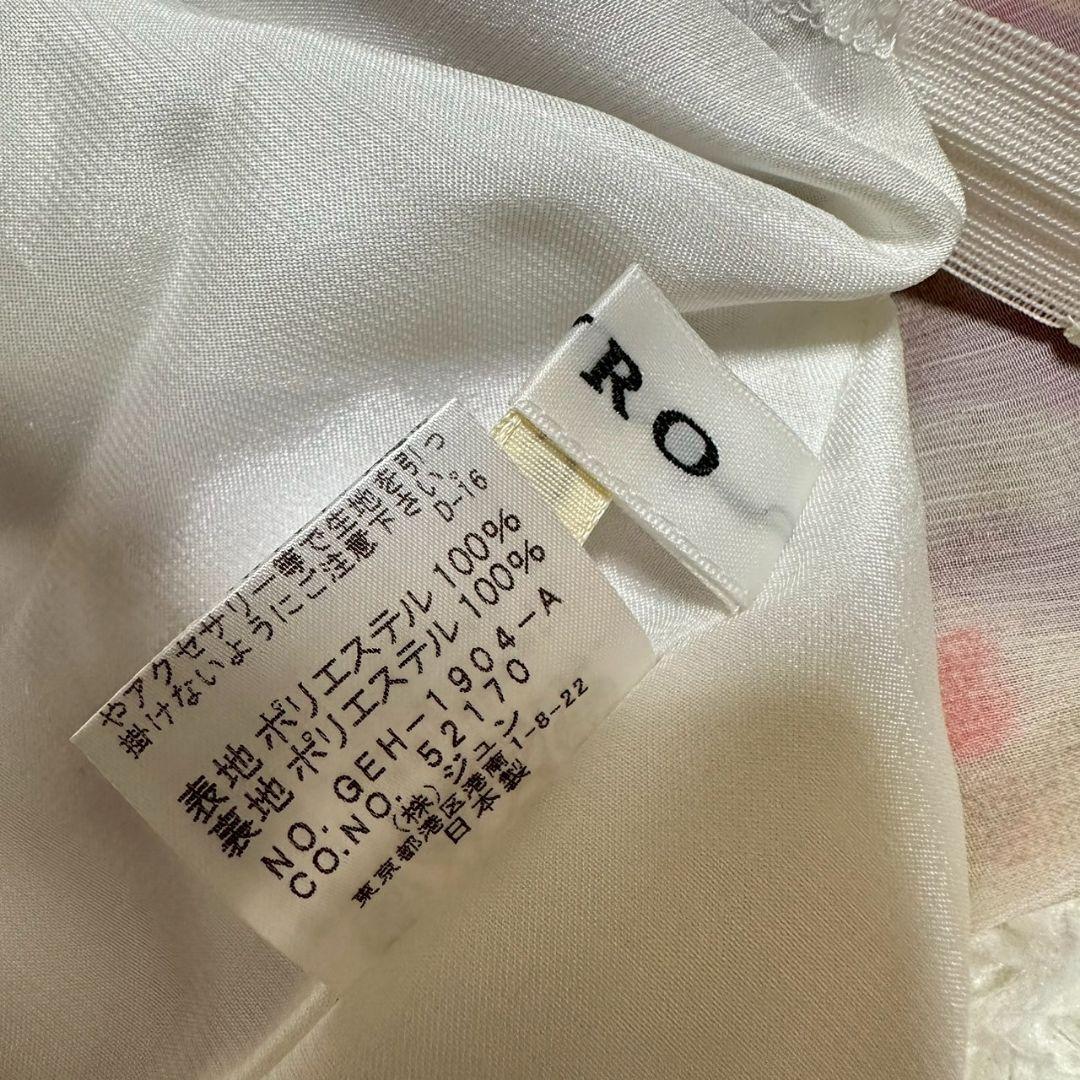 RO
やアクセサリー等で生地を引っ
掛けないようにご注意下さい。
D-16
表地 ポリエステル 100%
裏地 ポリエステル 100%
NO. GEH-1904-A
CO.NO. 52170
(株)ジュン
東京都港区港南1-8-22
日本製